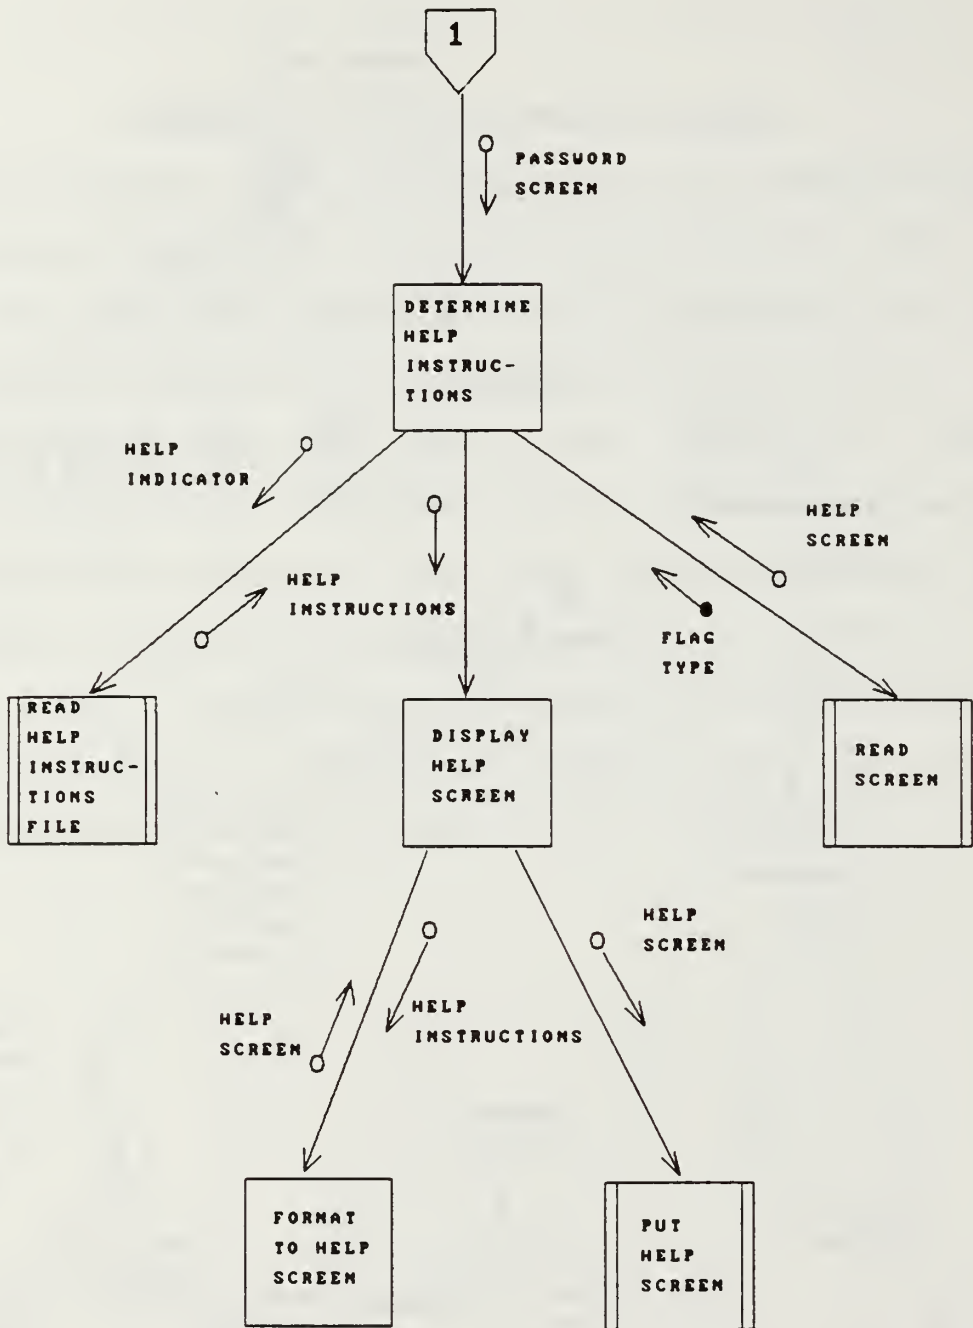 1
PASSWORD
SCREEN
DETERMINE
HELP
INSTRUC-
TIONS
HELP
INDICATOR
HELP
INSTRUCTIONS
HELP
SCREEN
FLAG
TYPE
READ
HELP
INSTRUC-
TIONS
FILE
DISPLAY
HELP
SCREEN
READ
SCREEN
HELP
SCREEN
HELP
INSTRUCTIONS
HELP
SCREEN
FORMAT
TO HELP
SCREEN
PUT
HELP
SCREEN